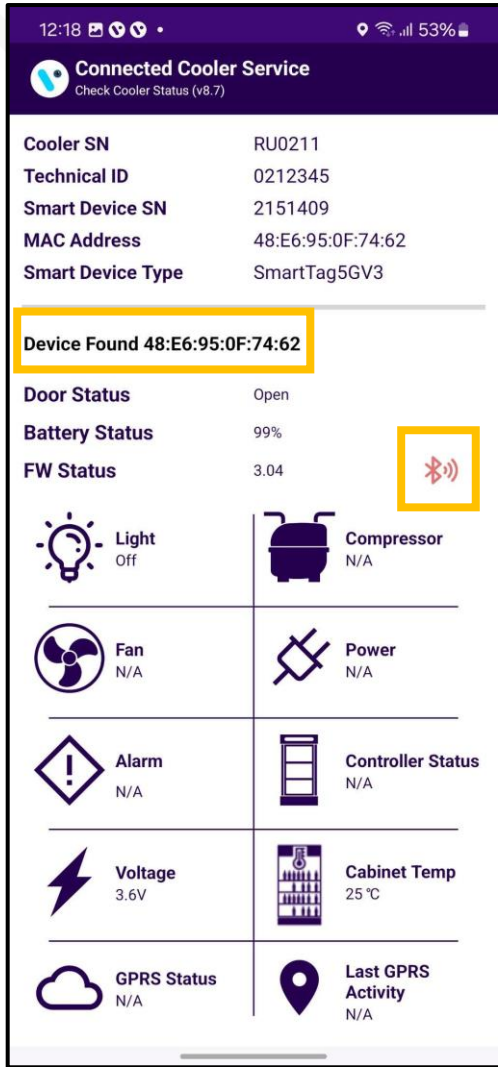 12:18 53%
Connected Cooler Service
Check Cooler Status (v8.7)
Cooler SN RU0211
Technical ID 0212345
Smart Device SN 2151409
MAC Address 48:E6:95:0F:74:62
Smart Device Type SmartTag5GV3
Device Found 48:E6:95:0F:74:62
Door Status Open
Battery Status 99%
FW Status 3.04
Light Compressor
Off N/A
Fan Power
N/A N/A
Alarm Controller Status
N/A N/A
Voltage Cabinet Temp
3.6V 25 °C
GPRS Status Last GPRS
N/A Activity
N/A